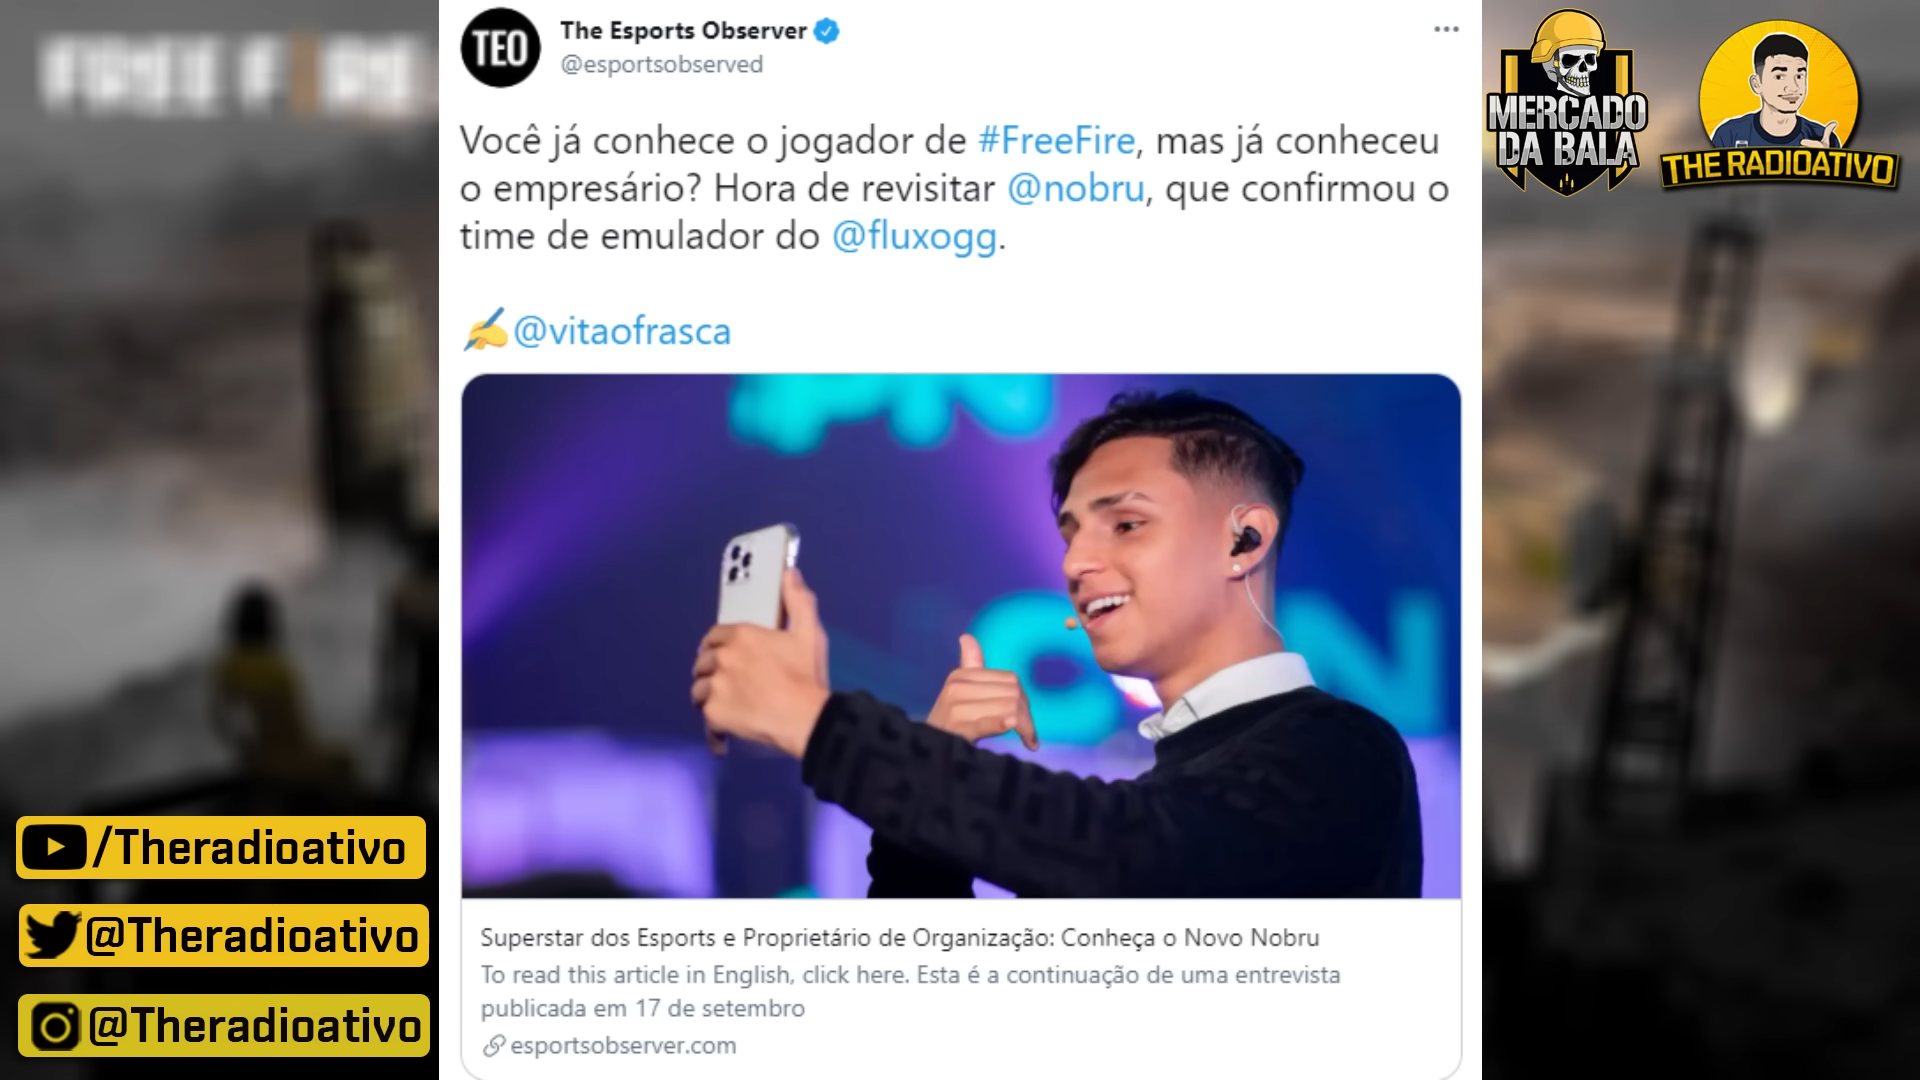 FREE FIRE
TEO
The Esports Observer
@esportsobserved
Você já conhece o jogador de #FreeFire, mas já conheceu
o empresário? Hora de revisitar @nobru, que confirmou o
time de emulador do @fluxogg.
✍@vitaofrasca
Superstar dos Esports e Proprietário de Organização: Conheça o Novo Nobru
To read this article in English, click here. Esta é a continuação de uma entrevista
publicada em 17 de setembro
esportsobserver.com
MERCADO
DA BALA
THE RADIOATIVO
/Theradioativo
@Theradioativo
@Theradioativo